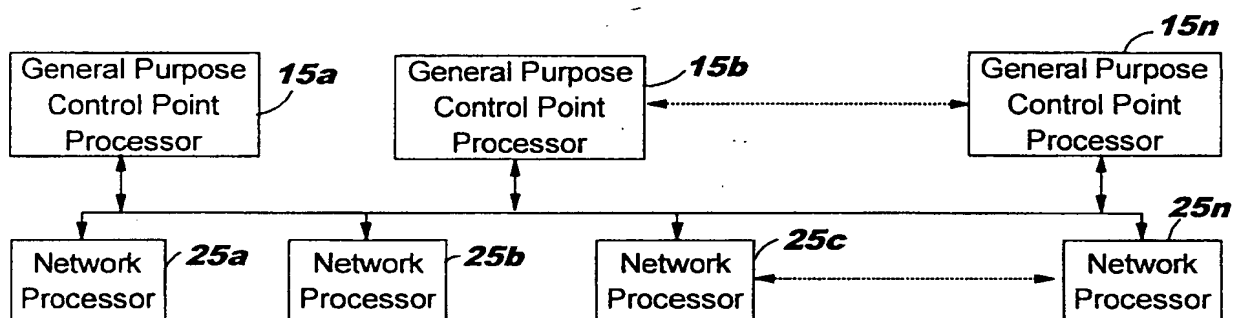 General Purpose
Control Point
Processor
15a
General Purpose
Control Point
Processor
15b
General Purpose
Control Point
Processor
15n
Network
Processor
25a
Network
Processor
25b
Network
Processor
25c
Network
Processor
25n